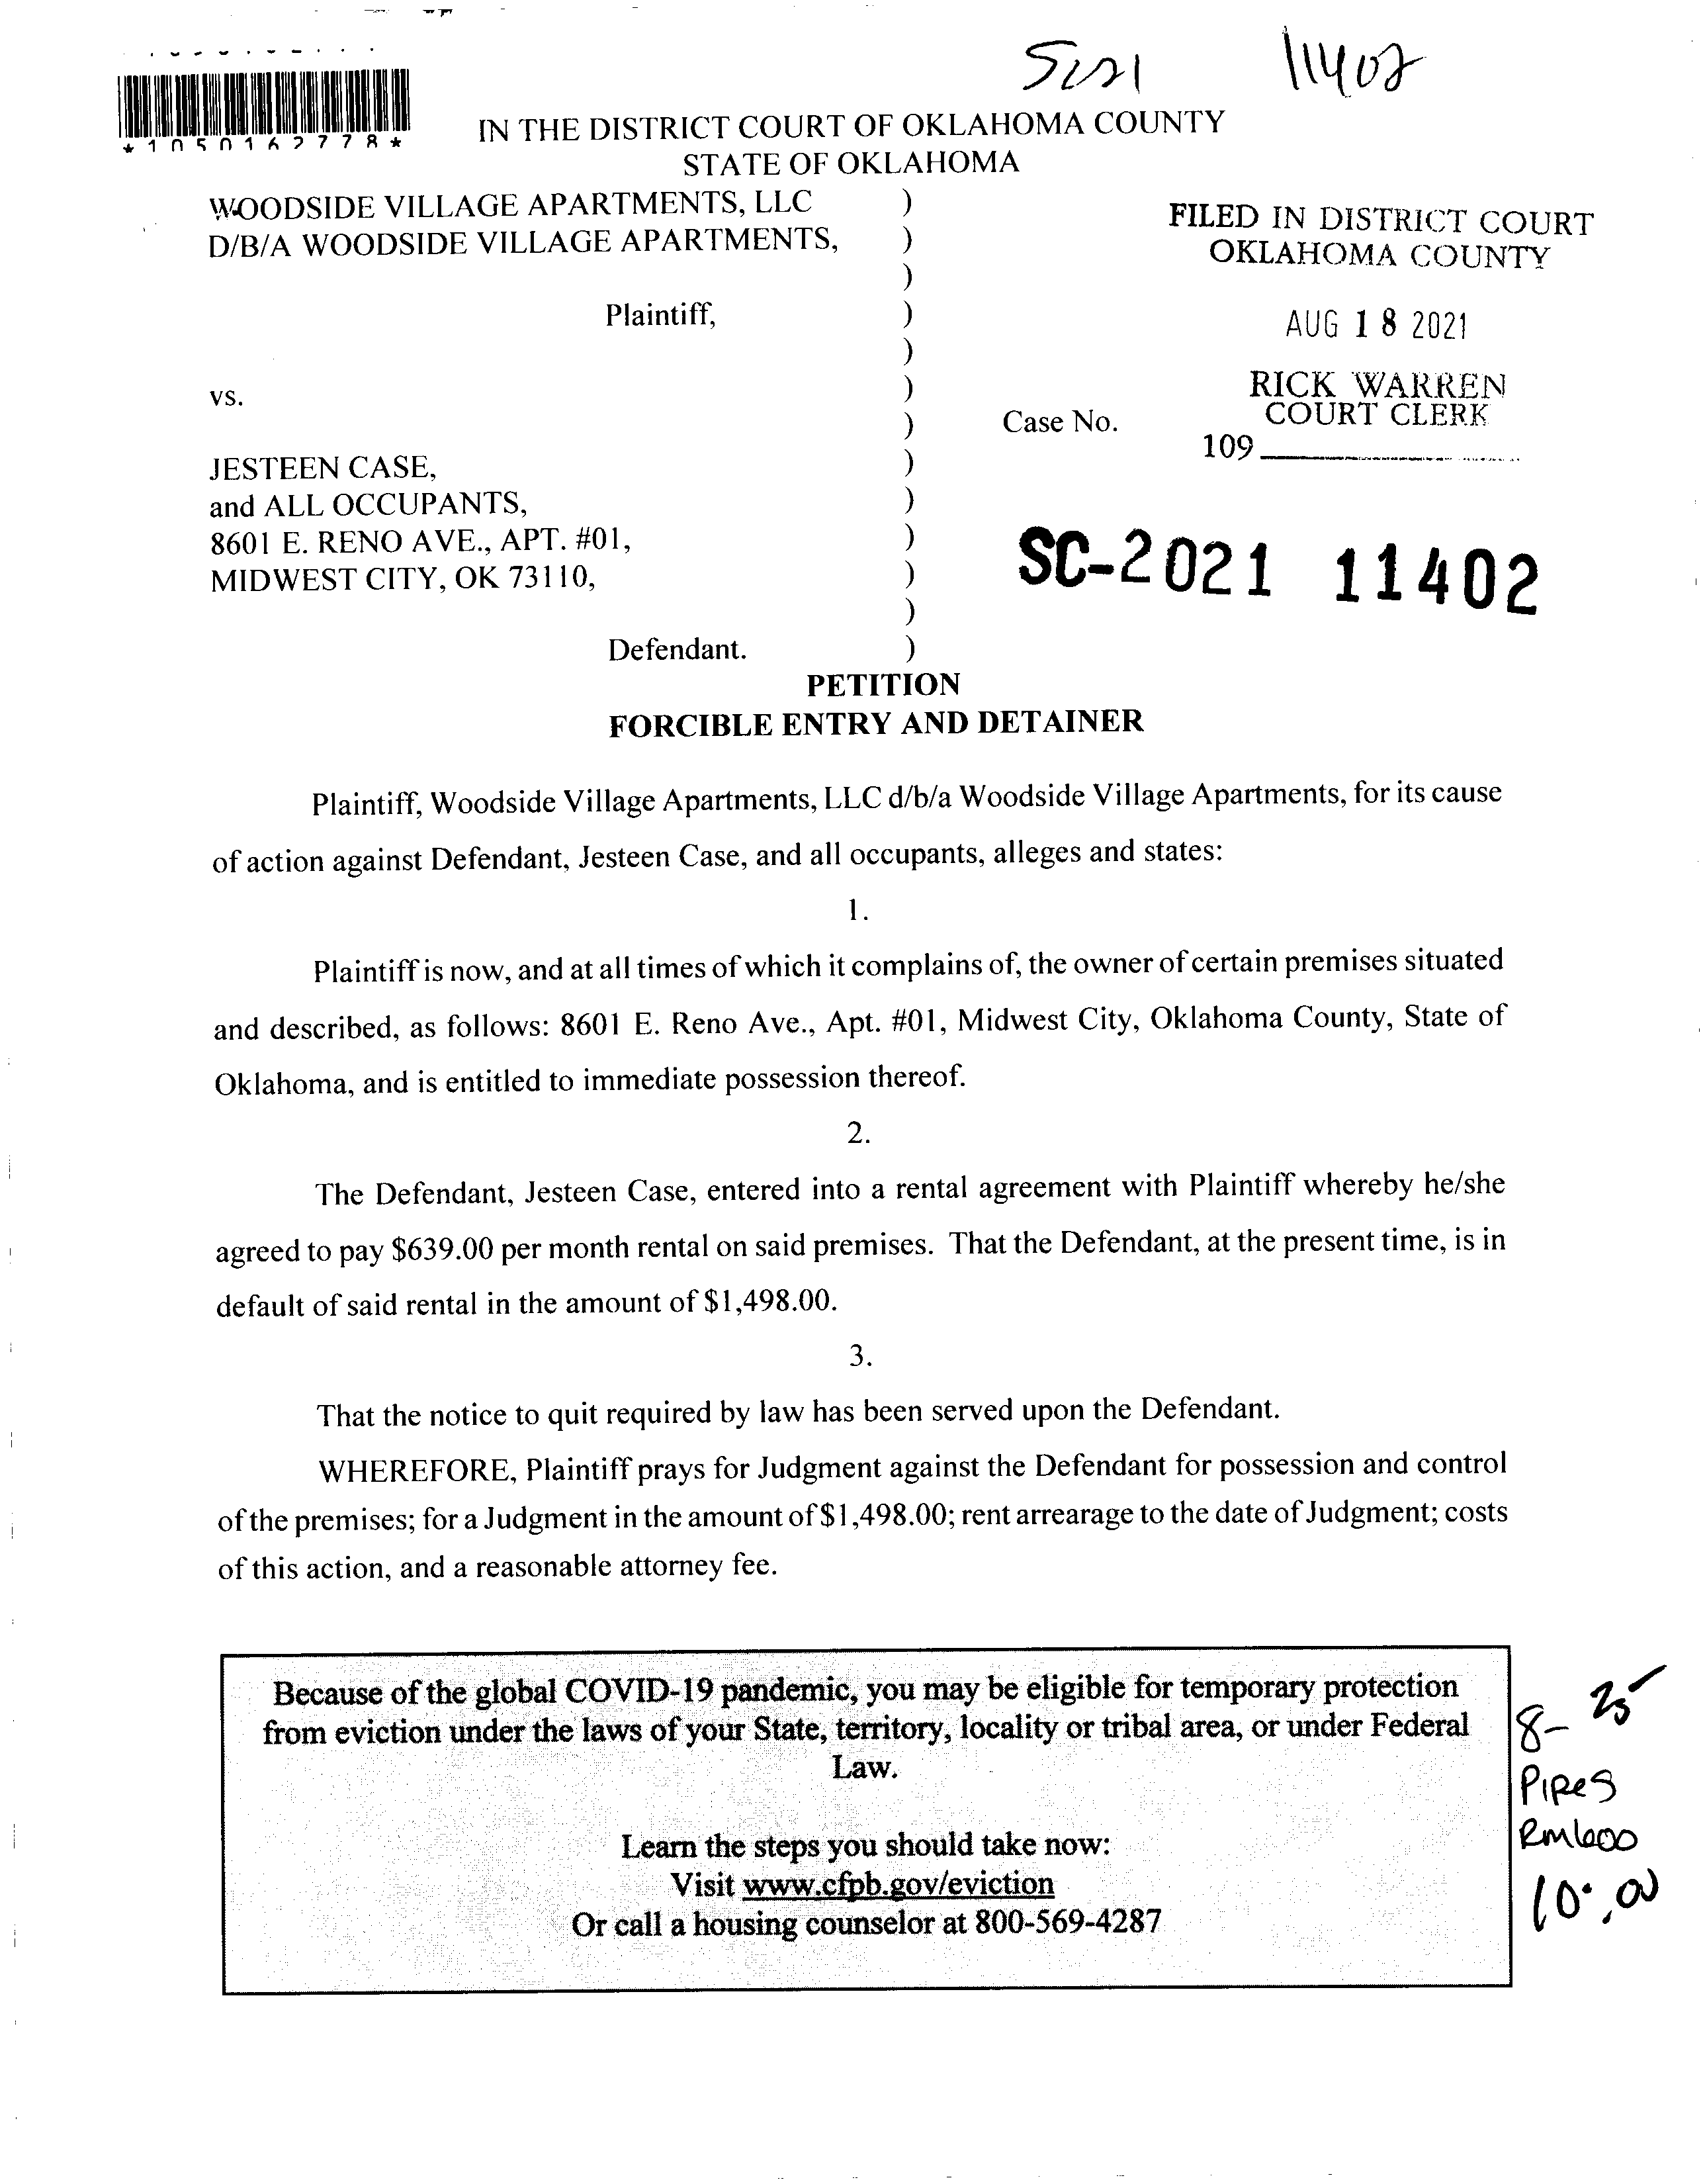 SC21 11402
*1050162778*
IN THE DISTRICT COURT OF OKLAHOMA COUNTY
STATE OF OKLAHOMA
WOODSIDE VILLAGE APARTMENTS, LLC )
D/B/A WOODSIDE VILLAGE APARTMENTS, )
)
Plaintiff, )
)
vs. )
)
JESTEEN CASE, )
and ALL OCCUPANTS, )
8601 E. RENO AVE., APT. #01, )
MIDWEST CITY, OK 73110, )
)
Defendant. )
FILED IN DISTRICT COURT
OKLAHOMA COUNTY
AUG 18 2021
RICK WARREN
COURT CLERK
Case No.
109
SC-2021 11402
PETITION
FORCIBLE ENTRY AND DETAINER
Plaintiff, Woodside Village Apartments, LLC d/b/a Woodside Village Apartments, for its cause
of action against Defendant, Jesteen Case, and all occupants, alleges and states:
1.
Plaintiff is now, and at all times of which it complains of, the owner of certain premises situated
and described, as follows: 8601 E. Reno Ave., Apt. #01, Midwest City, Oklahoma County, State of
Oklahoma, and is entitled to immediate possession thereof.
2.
The Defendant, Jesteen Case, entered into a rental agreement with Plaintiff whereby he/she
agreed to pay $639.00 per month rental on said premises. That the Defendant, at the present time, is in
default of said rental in the amount of $1,498.00.
3.
That the notice to quit required by law has been served upon the Defendant.
WHEREFORE, Plaintiff prays for Judgment against the Defendant for possession and control
of the premises; for a Judgment in the amount of $1,498.00; rent arrearage to the date of Judgment; costs
of this action, and a reasonable attorney fee.
Because of the global COVID-19 pandemic, you may be eligible for temporary protection
from eviction under the laws of your State, territory, locality or tribal area, or under Federal
Law.
Learn the steps you should take now:
Visit www.cfpb.gov/eviction
Or call a housing counselor at 800-569-4287
8-25
PIReS
Rm600
10:00